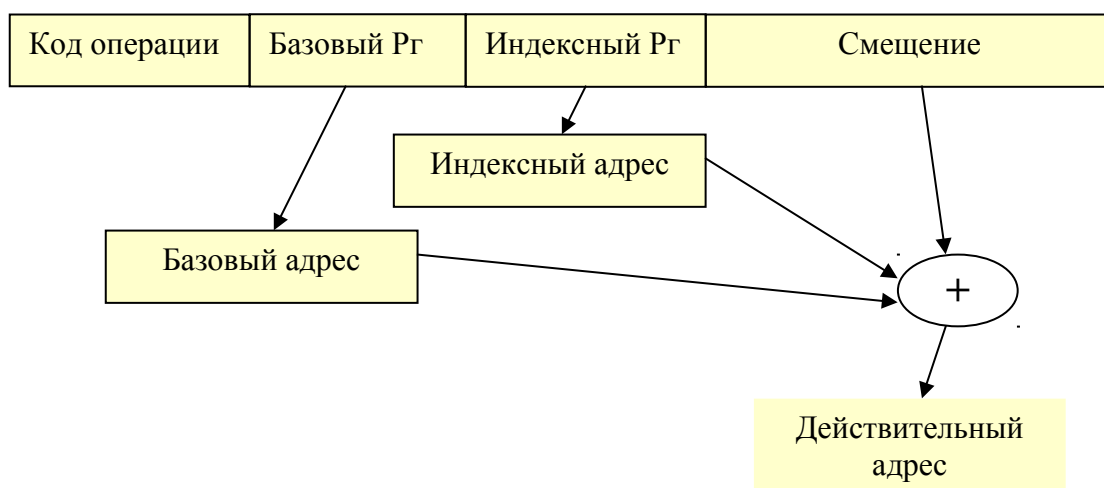 Код операции
Базовый Рг
Индексный Рг
Смещение
Индексный адрес
Базовый адрес
+
Действительный
адрес